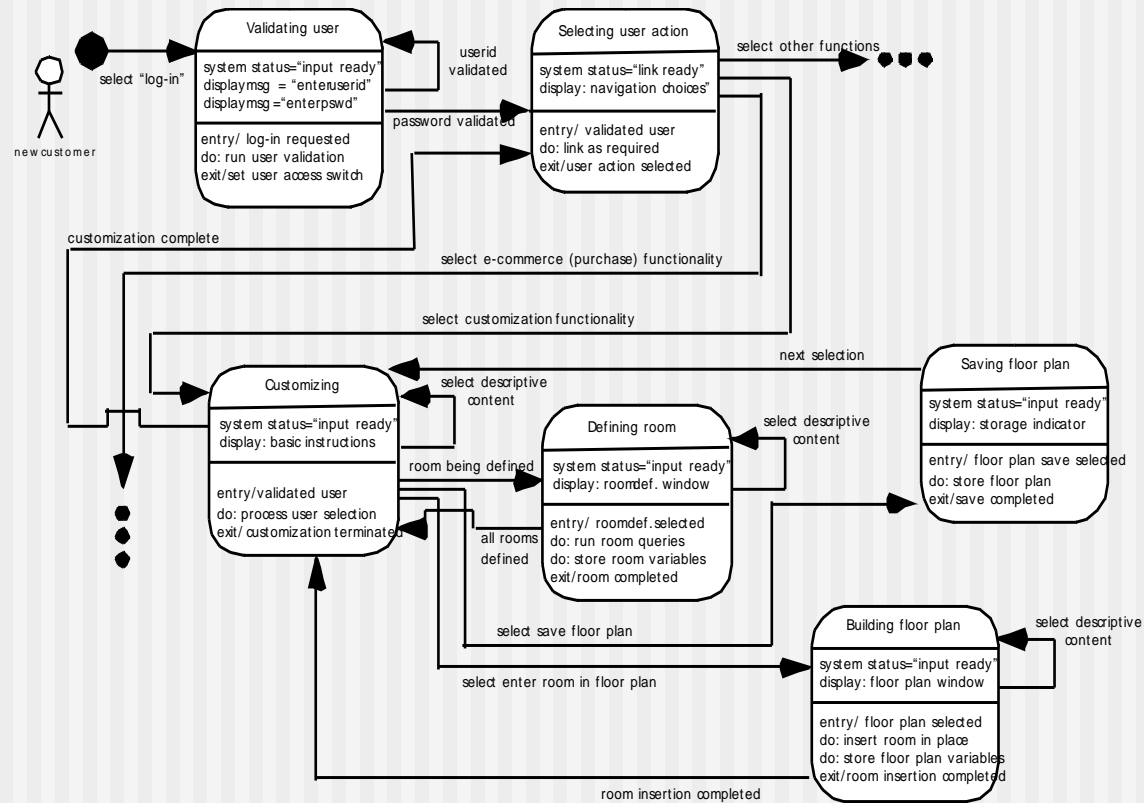 Validating user
system status="input ready"
displaymsg = "enteruserid"
displaymsg ="enterpswd"
entry/ log-in requested
do: run user validation
exit/set user access switch
select "log-in"
newcustomer
userid
validated
password validated
Selecting user action
system status="link ready"
display: navigation choices"
entry/ validated user
do: link as required
exit/user action selected
select other functions
customization complete
select e-commerce (purchase) functionality
select customization functionality
next selection
Customizing
system status="input ready"
display: basic instructions
entry/validated user
do: process user selection
exit/ customization terminated
select descriptive
content
room being defined
all rooms
defined
Defining room
system status="input ready"
display: roomdef. window
entry/ roomdef.selected
do: run room queries
do: store room variables
exit/room completed
select descriptive
content
Saving floor plan
system status="input ready"
display: storage indicator
entry/ floor plan save selected
do: store floor plan
exit/save completed
select save floor plan
select enter room in floor plan
Building floor plan
system status="input ready"
display: floor plan window
entry/ floor plan selected
do: insert room in place
do: store floor plan variables
exit/room insertion completed
select descriptive
content
room insertion completed